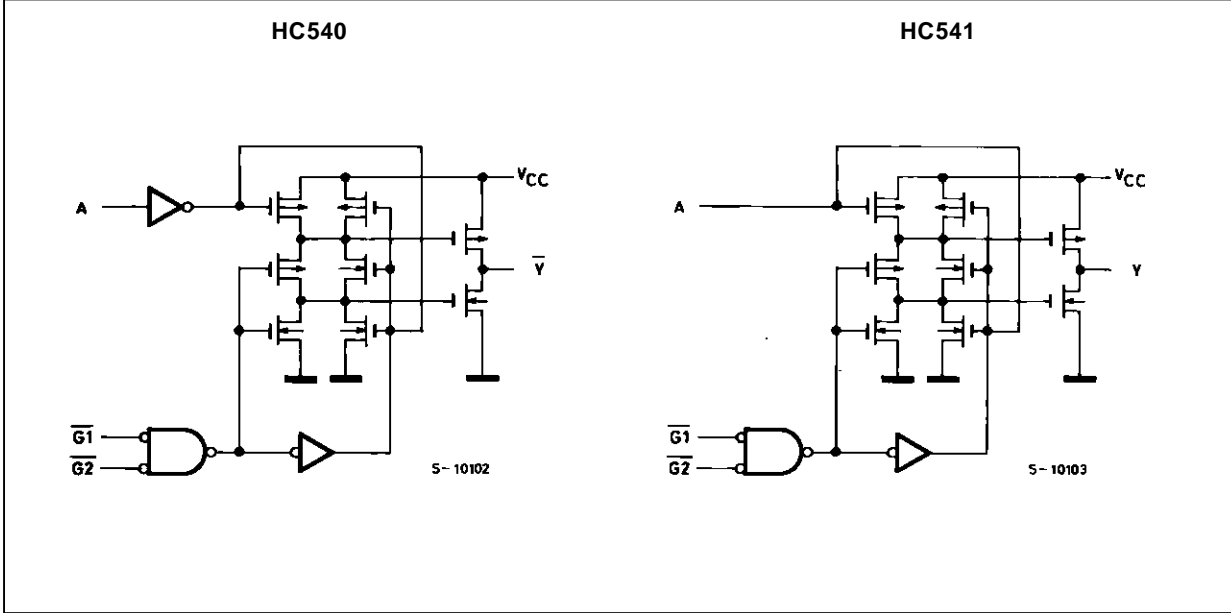 HC540
HC541
A
VCC
Y̅
G1̅
G2̅
S-10102
A
VCC
Y
G1̅
G2̅
S-10103